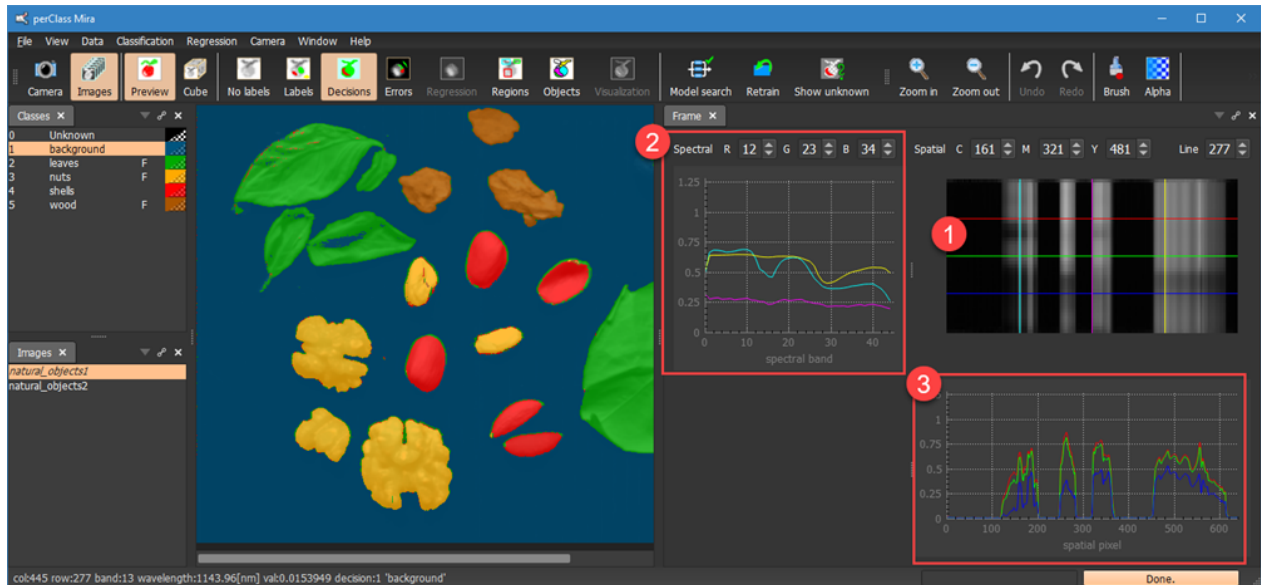 perClass Mira
File View Data Classification Regression Camera Window Help
Camera Images Preview Cube No labels Labels Decisions Errors Regression Regions Objects Visualization Model search Retrain Show unknown Zoom in Zoom out Undo Redo Brush Alpha
Classes
0 Unknown
1 background
2 leaves F
3 nuts F
4 shells
5 wood F
Images
natural_objects1
natural_objects2
Frame
2
Spectral R 12 G 23 B 34
1.25
1
0.75
0.5
0.25
0
0 10 20 30 40
spectral band
Spatial C 161 M 321 Y 481 Line 277
1
3
1
0.75
0.5
0.25
0
0 100 200 300 400 500 600
spatial pixel
col:445 row:277 band:13 wavelength:1143.96[nm] val:0.0153949 decision:1 'background'
Done.